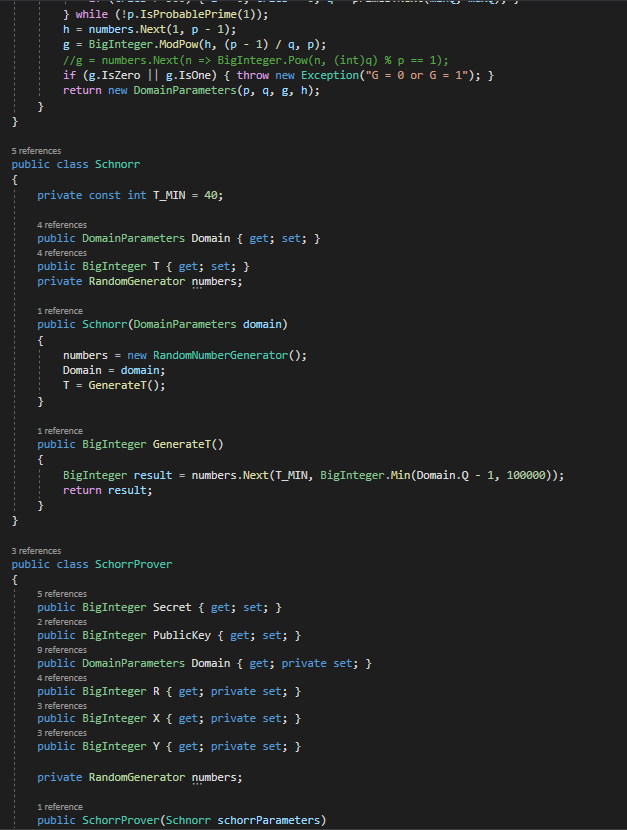 } while (!p.IsProbablePrime(1));
h = numbers.Next(1, p - 1);
g = BigInteger.ModPow(h, (p - 1) / q, p);
//g = numbers.Next(n => BigInteger.Pow(n, (int)q) % p == 1);
if (g.IsZero || g.IsOne) { throw new Exception("G = 0 or G = 1"); }
return new DomainParameters(p, q, g, h);
}
}
5 references
public class Schnorr
{
private const int T_MIN = 40;
4 references
public DomainParameters Domain { get; set; }
4 references
public BigInteger T { get; set; }
private RandomGenerator numbers;
1 reference
public Schnorr(DomainParameters domain)
{
numbers = new RandomNumberGenerator();
Domain = domain;
T = GenerateT();
}
1 reference
public BigInteger GenerateT()
{
BigInteger result = numbers.Next(T_MIN, BigInteger.Min(Domain.Q - 1, 100000));
return result;
}
}
3 references
public class SchorrProver
{
5 references
public BigInteger Secret { get; set; }
2 references
public BigInteger PublicKey { get; set; }
9 references
public DomainParameters Domain { get; private set; }
4 references
public BigInteger R { get; private set; }
3 references
public BigInteger X { get; private set; }
3 references
public BigInteger Y { get; private set; }
private RandomGenerator numbers;
1 reference
public SchorrProver(Schnorr schorrParameters)